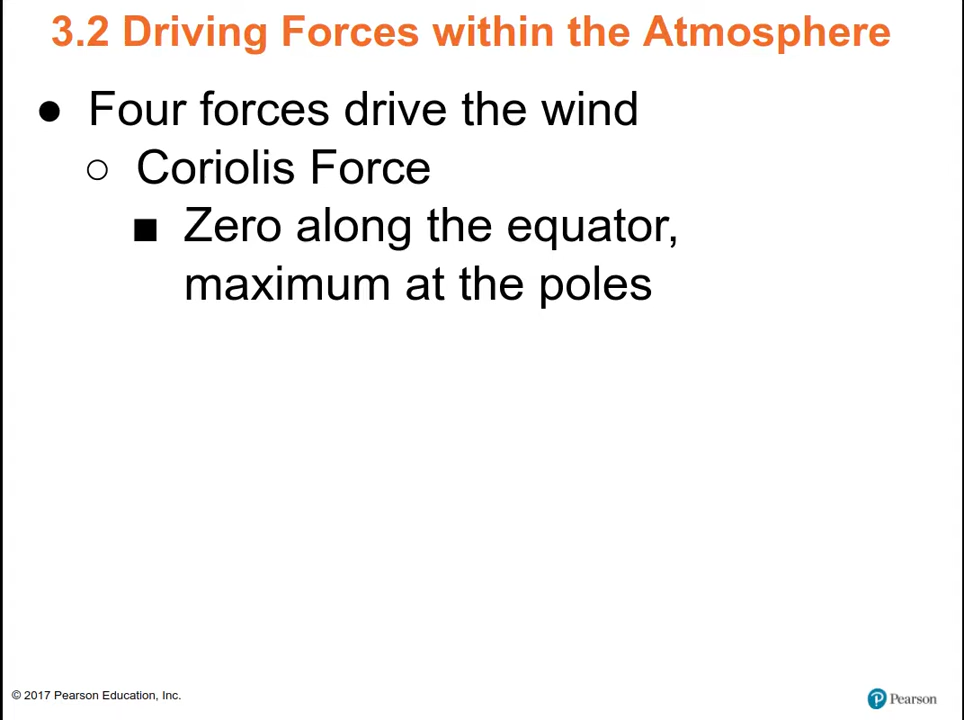 3.2 Driving Forces within the Atmosphere
● Four forces drive the wind
○ Coriolis Force
■ Zero along the equator,
maximum at the poles
© 2017 Pearson Education, Inc.
P Pearson